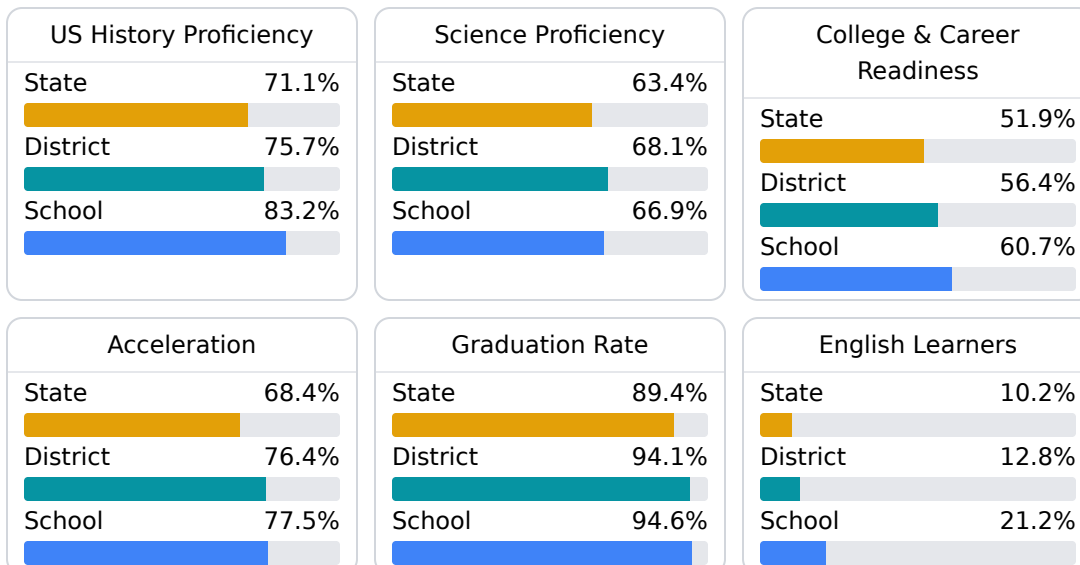 US History Proficiency
State 71.1%
District 75.7%
School 83.2%
Science Proficiency
State 63.4%
District 68.1%
School 66.9%
College & Career
Readiness
State 51.9%
District 56.4%
School 60.7%
Acceleration
State 68.4%
District 76.4%
School 77.5%
Graduation Rate
State 89.4%
District 94.1%
School 94.6%
English Learners
State 10.2%
District 12.8%
School 21.2%